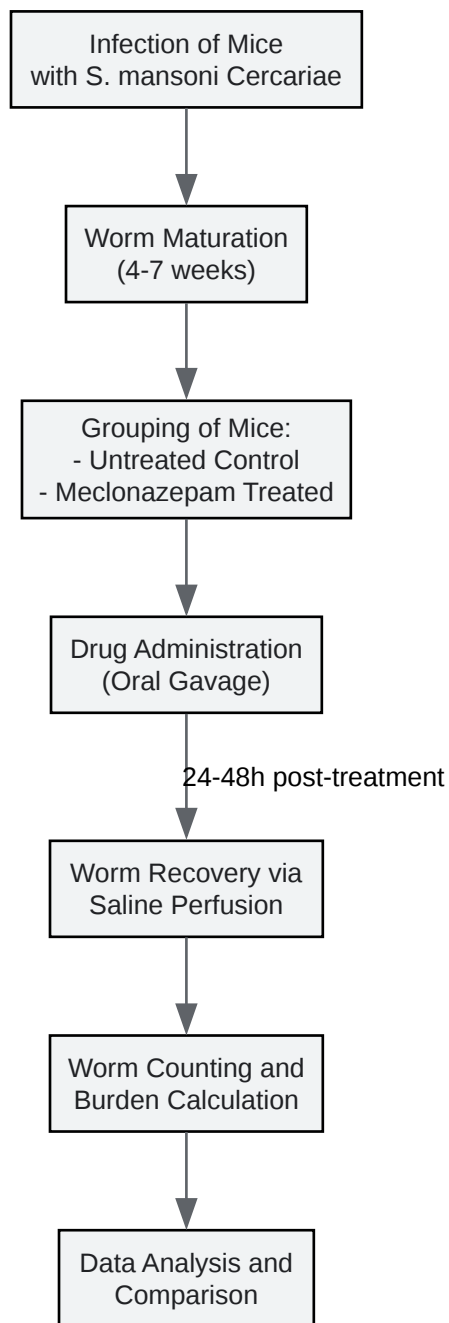 Infection of Mice
with S. mansoni Cercariae
Worm Maturation
(4-7 weeks)
Grouping of Mice:
- Untreated Control
- Meclonazepam Treated
Drug Administration
(Oral Gavage)
24-48h post-treatment
Worm Recovery via
Saline Perfusion
Worm Counting and
Burden Calculation
Data Analysis and
Comparison